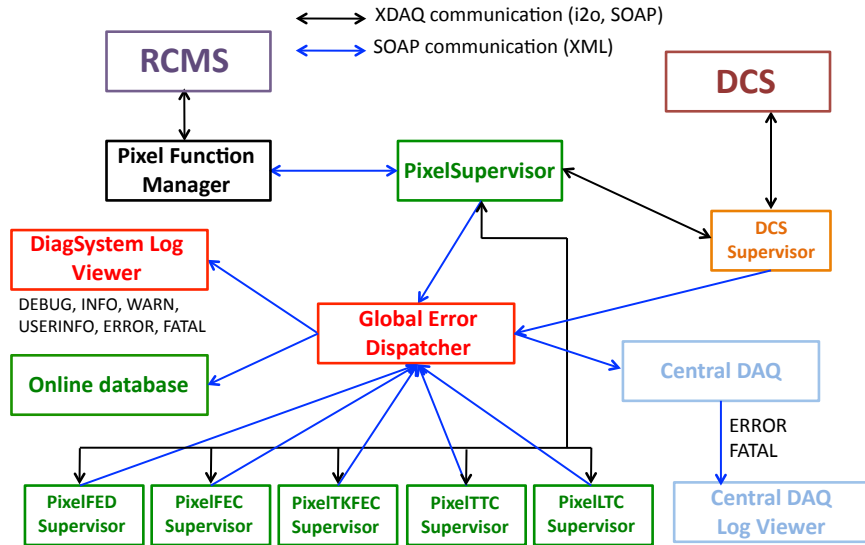 XDAQ communication (i2o, SOAP)
SOAP communication (XML)
RCMS
DCS
Pixel Function
Manager
PixelSupervisor
DCS
Supervisor
DiagSystem Log
Viewer
DEBUG, INFO, WARN,
USERINFO, ERROR, FATAL
Global Error
Dispatcher
Online database
Central DAQ
ERROR
FATAL
PixelFED
Supervisor
PixelFEC
Supervisor
PixelTKFEC
Supervisor
PixelTTC
Supervisor
PixelLTC
Supervisor
Central DAQ
Log Viewer